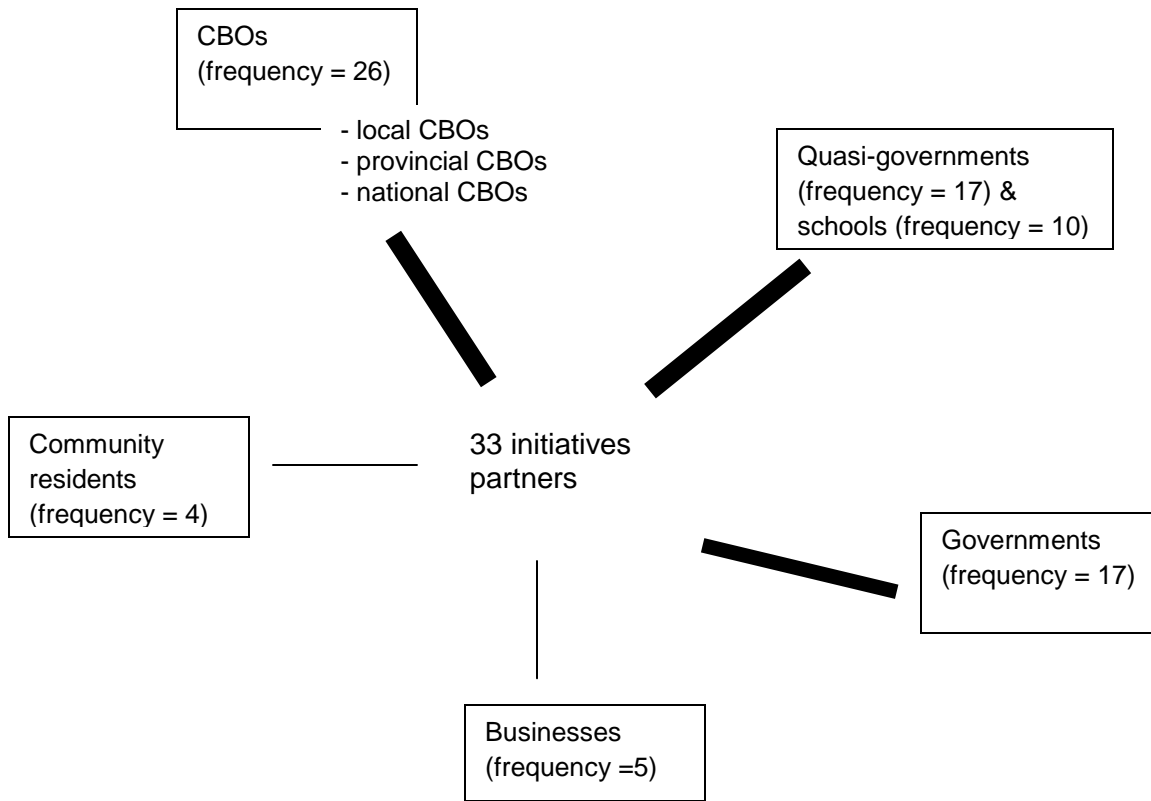 CBOs
(frequency = 26)
- local CBOs
- provincial CBOs
- national CBOs
Quasi-governments
(frequency = 17) &
schools (frequency = 10)
Community
residents
(frequency = 4)
33 initiatives
partners
Governments
(frequency = 17)
Businesses
(frequency =5)